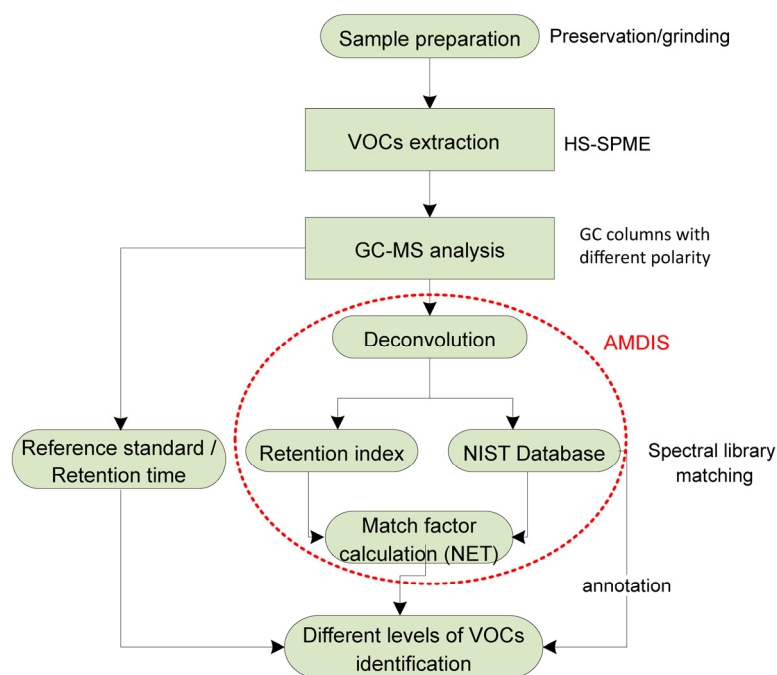 Sample preparation
Preservation/grinding
VOCs extraction
HS-SPME
GC-MS analysis
GC columns with
different polarity
Deconvolution
AMDIS
Reference standard /
Retention time
Retention index
NIST Database
Spectral library
matching
Match factor
calculation (NET)
annotation
Different levels of VOCs
identification